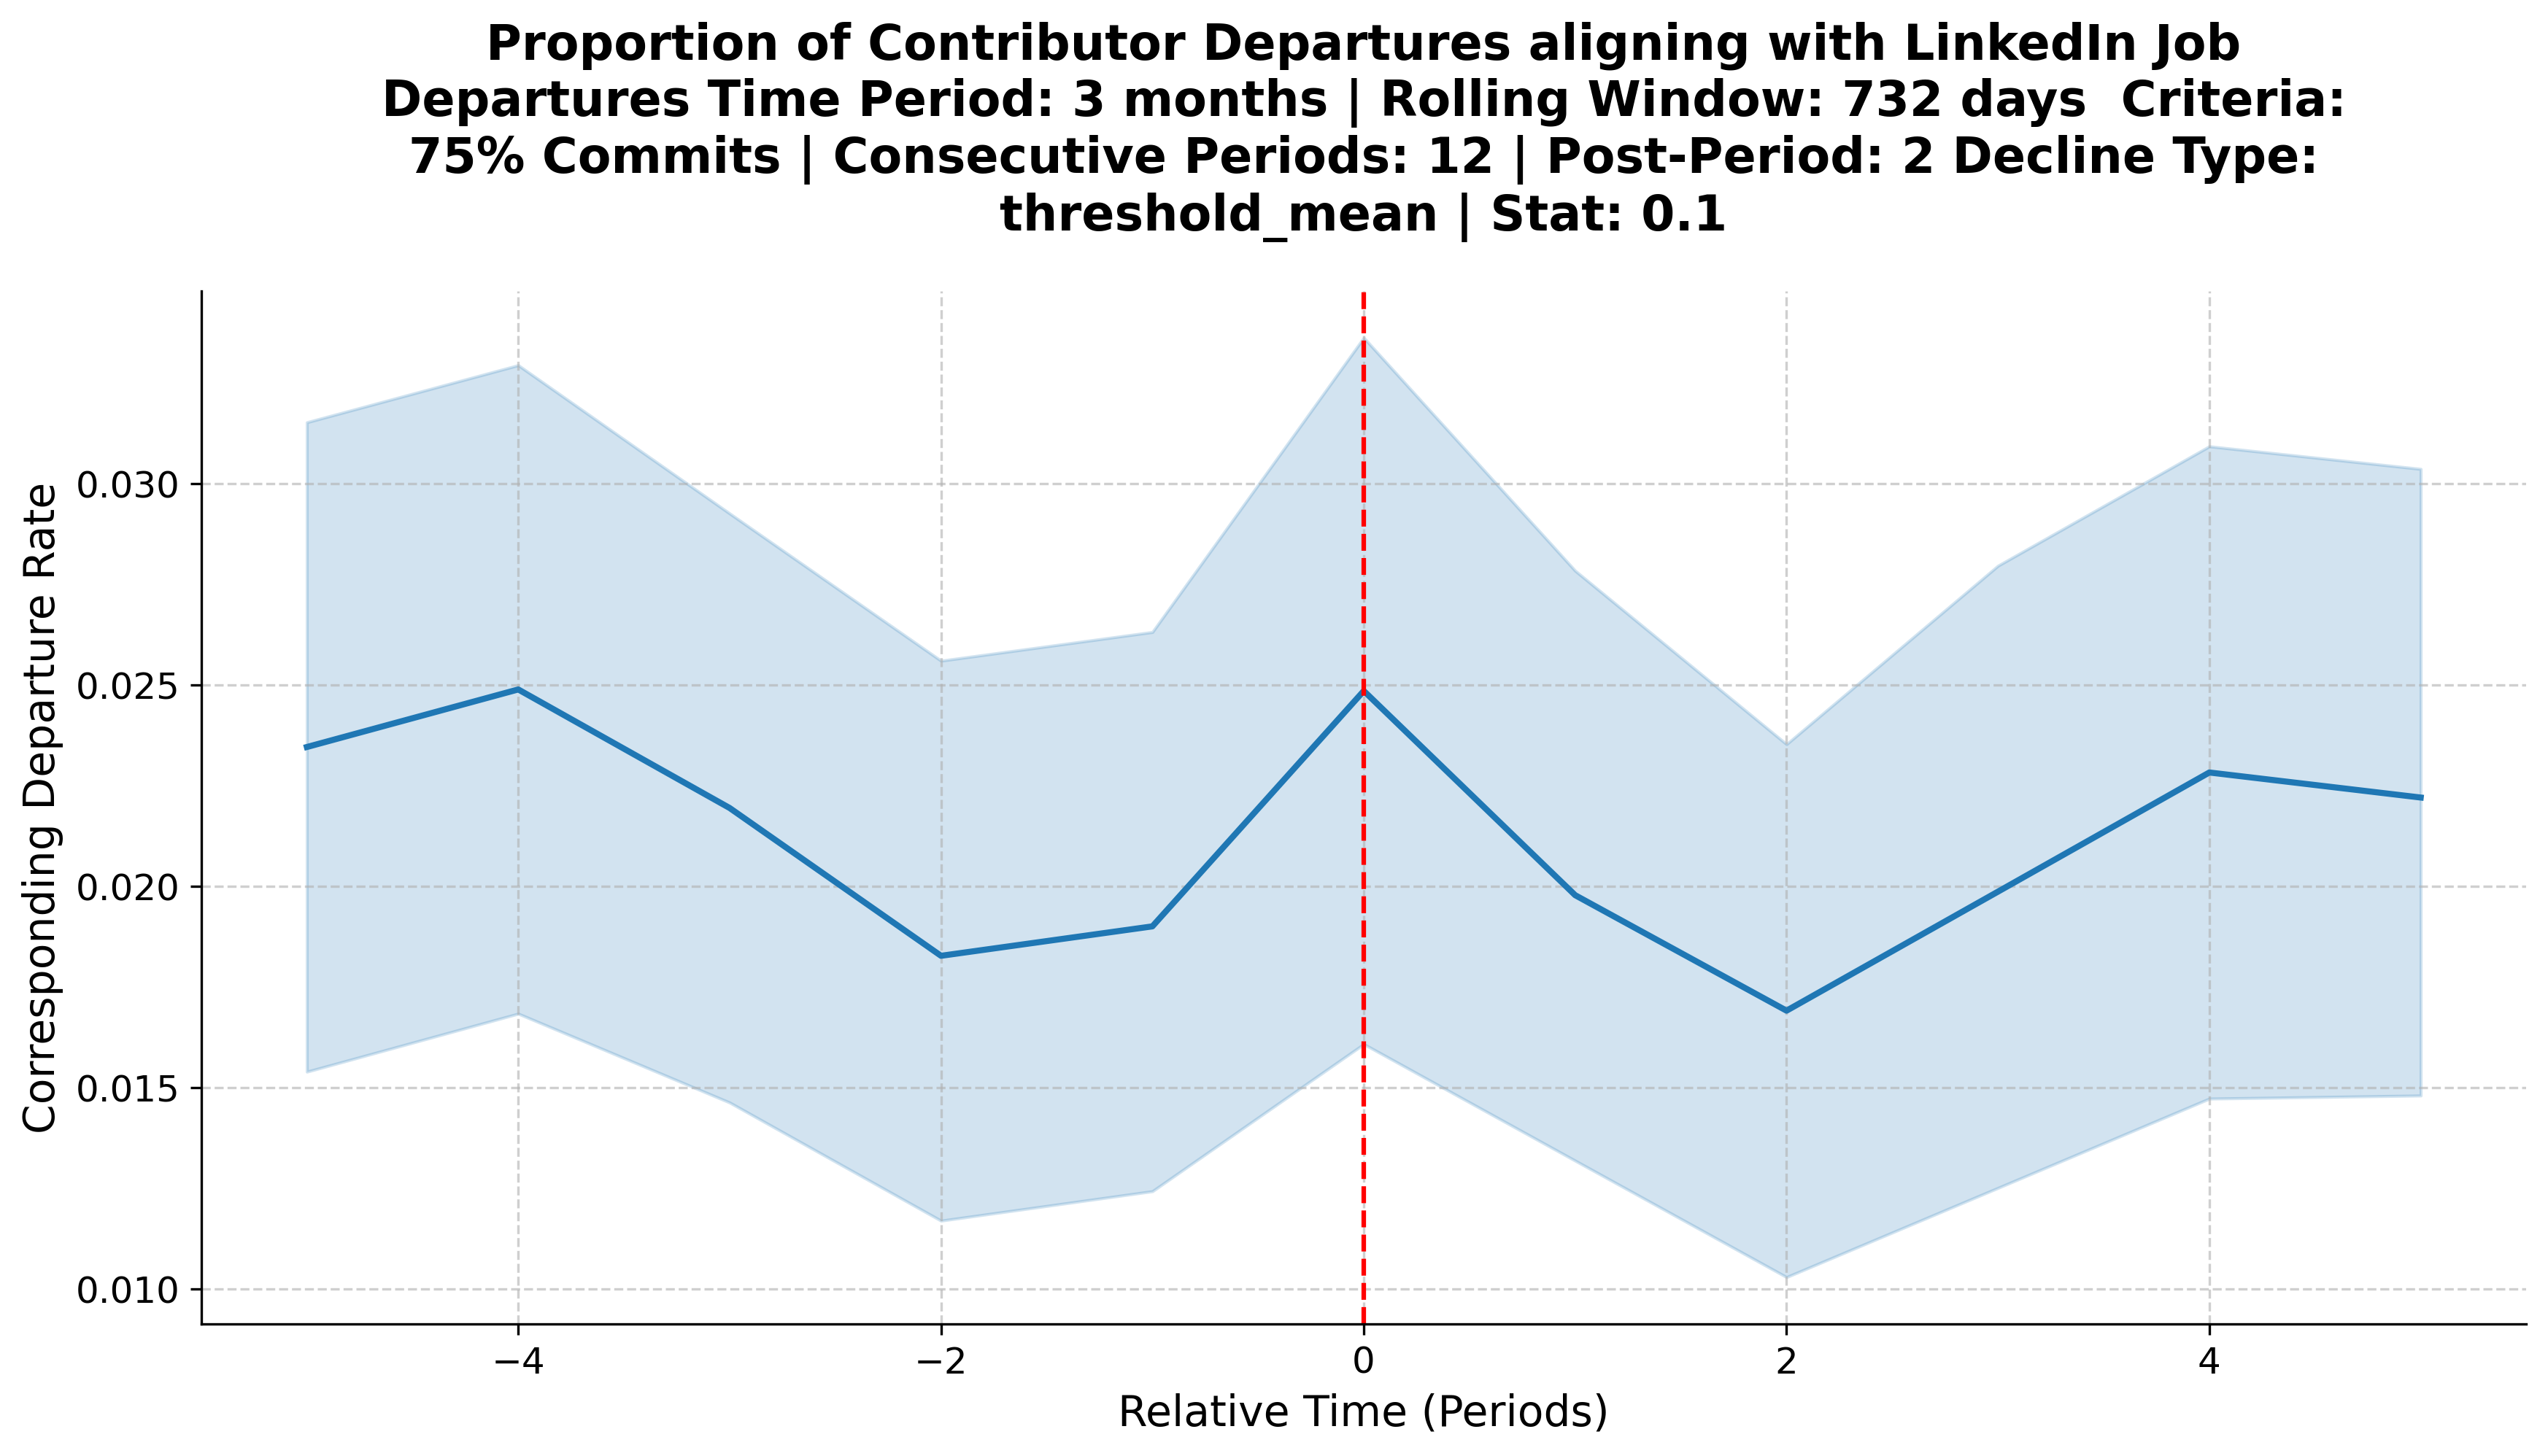 Proportion of Contributor Departures aligning with LinkedIn Job
Departures Time Period: 3 months | Rolling Window: 732 days  Criteria:
75% Commits | Consecutive Periods: 12 | Post-Period: 2 Decline Type:
threshold_mean | Stat: 0.1
Corresponding Departure Rate
0.030
0.025
0.020
0.015
0.010
−4
−2
0
2
4
Relative Time (Periods)